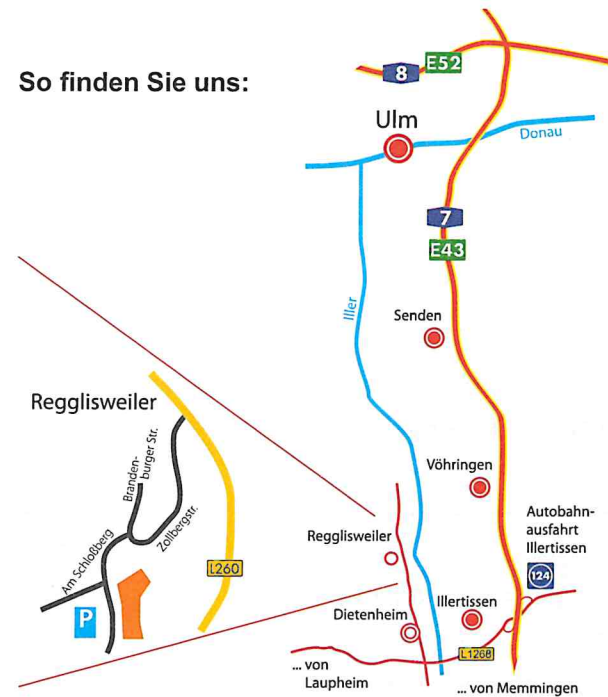 So finden Sie uns:
8
E52
Ulm
Donau
7
E43
Iller
Senden
Regglisweiler
Branden-
burger Str.
Zollbergstr.
Am Schloßberg
L260
P
Vöhringen
Autobahn-
ausfahrt
Illertissen
124
Regglisweiler
Dietenheim
Illertissen
L1268
... von
Laupheim
... von Memmingen